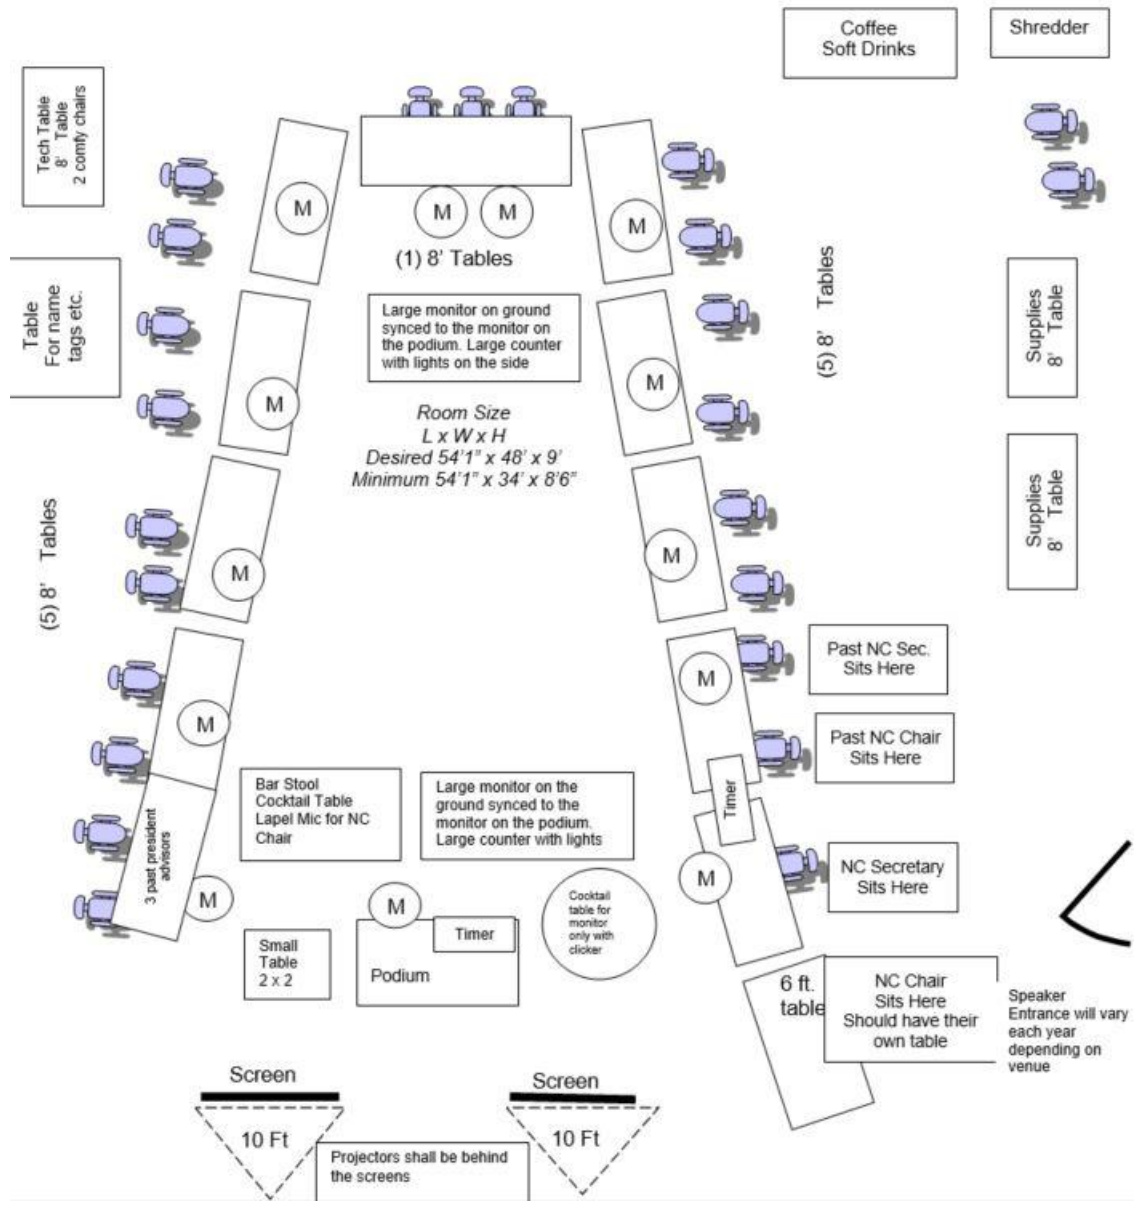 Coffee
Soft Drinks
Shredder
Tech Table
8' Table
2 comfy chairs
M
M
M
M
(1) 8' Tables
Table
For name
tags etc.
Large monitor on ground
synced to the monitor on
the podium. Large counter
with lights on the side
(5) 8' Tables
Supplies
8' Table
M
M
Room Size
L x W x H
Desired 54'1" x 48' x 9'
Minimum 54'1" x 34' x 8'6"
Supplies
8' Table
(5) 8' Tables
M
M
Past NC Sec.
Sits Here
M
M
Past NC Chair
Sits Here
Timer
3 past president
advisors
Bar Stool
Cocktail Table
Lapel Mic for NC
Chair
Large monitor on the
ground synced to the
monitor on the podium.
Large counter with lights
M
NC Secretary
Sits Here
M
M
Cocktail
table for
monitor
only with
clicker
Small
Table
2 x 2
Timer
Podium
6 ft.
table
NC Chair
Sits Here
Should have their
own table
Speaker
Entrance will vary
each year
depending on
venue
Screen
10 Ft
Screen
10 Ft
Projectors shall be behind
the screens